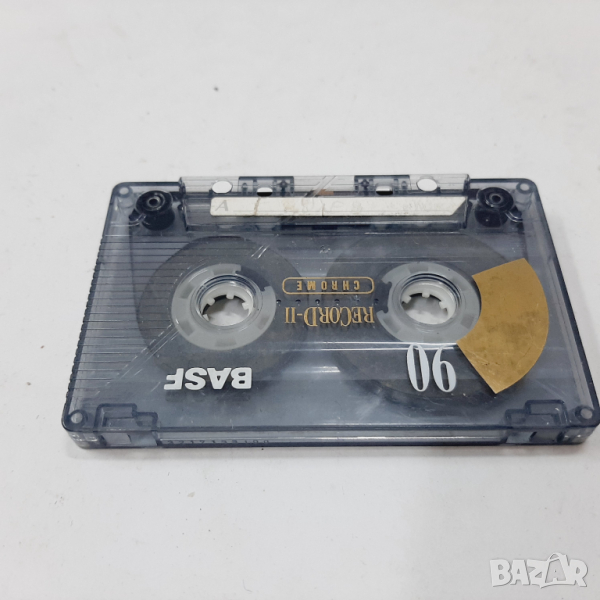 A
CHROME
RECORD-II
90
BASF
BAZAR